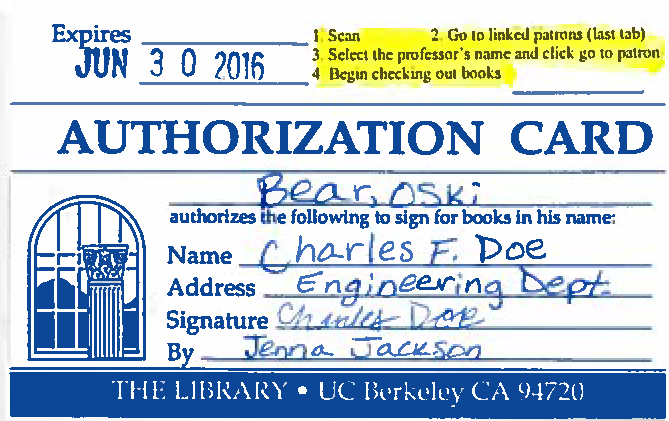 Expires
JUN 30 2016
1. Scan 2. Go to linked patrons (last tab)
3. Select the professor's name and click go to patron
4. Begin checking out books
AUTHORIZATION CARD
Bear, OSKi
authorizes the following to sign for books in his name:
Name Charles F. Doe
Address Engineering Dept.
Signature Charles Doe
By Jenna Jackson
THE LIBRARY • UC Berkeley CA 94720